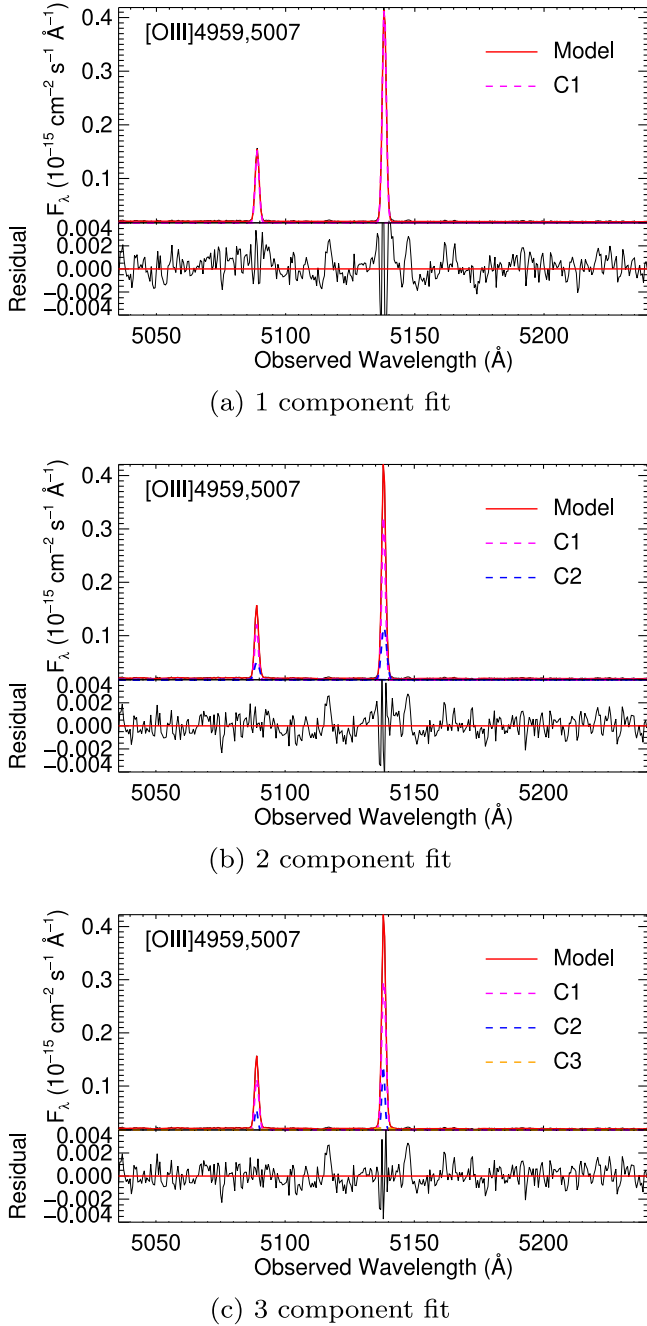 [OIII]4959,5007
Model
C1
F_λ (10⁻¹⁵ cm⁻² s⁻¹ Å⁻¹)
0.4
0.3
0.2
0.1
Residual
0.004
0.002
0.000
−0.002
−0.004
5050 5100 5150 5200
Observed Wavelength (Å)
(a) 1 component fit
[OIII]4959,5007
Model
C1
C2
F_λ (10⁻¹⁵ cm⁻² s⁻¹ Å⁻¹)
0.4
0.3
0.2
0.1
Residual
0.004
0.002
0.000
−0.002
−0.004
5050 5100 5150 5200
Observed Wavelength (Å)
(b) 2 component fit
[OIII]4959,5007
Model
C1
C2
C3
F_λ (10⁻¹⁵ cm⁻² s⁻¹ Å⁻¹)
0.4
0.3
0.2
0.1
Residual
0.004
0.002
0.000
−0.002
−0.004
5050 5100 5150 5200
Observed Wavelength (Å)
(c) 3 component fit